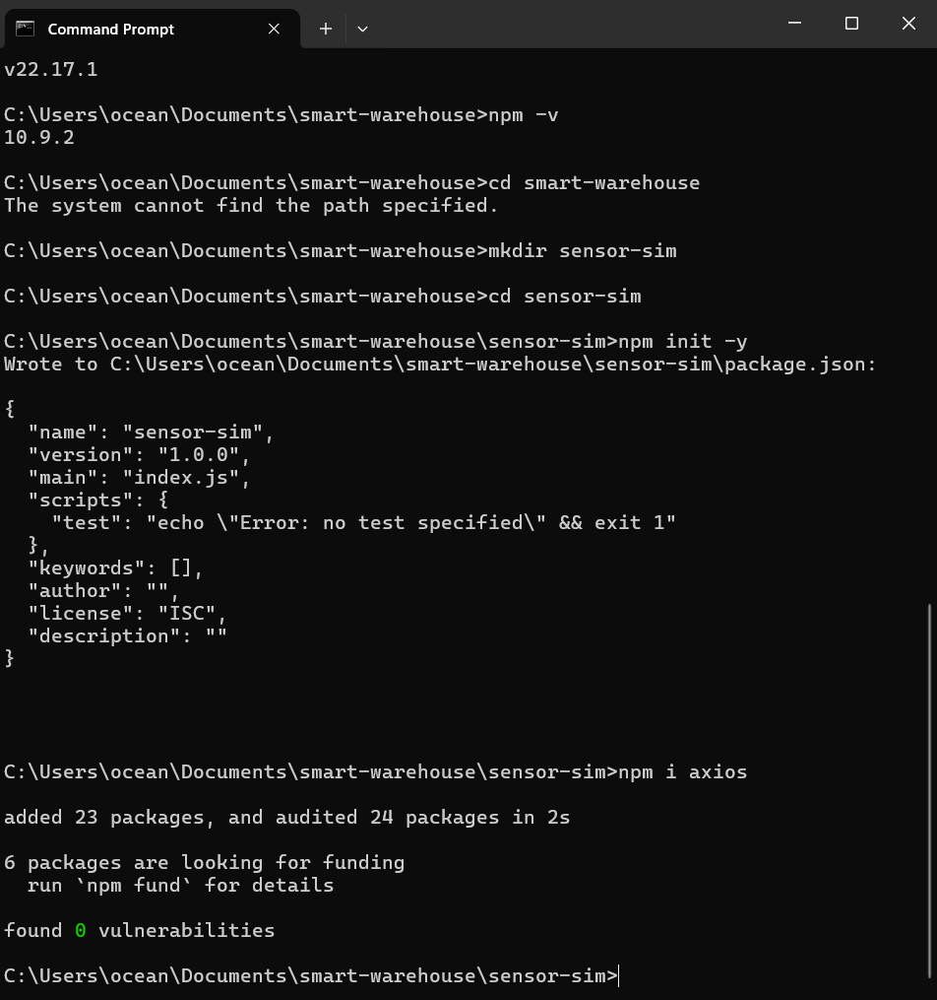 Command Prompt
v22.17.1
C:\Users\ocean\Documents\smart-warehouse>npm -v
10.9.2
C:\Users\ocean\Documents\smart-warehouse>cd smart-warehouse
The system cannot find the path specified.
C:\Users\ocean\Documents\smart-warehouse>mkdir sensor-sim
C:\Users\ocean\Documents\smart-warehouse>cd sensor-sim
C:\Users\ocean\Documents\smart-warehouse\sensor-sim>npm init -y
Wrote to C:\Users\ocean\Documents\smart-warehouse\sensor-sim\package.json:
{
  "name": "sensor-sim",
  "version": "1.0.0",
  "main": "index.js",
  "scripts": {
    "test": "echo \"Error: no test specified\" && exit 1"
  },
  "keywords": [],
  "author": "",
  "license": "ISC",
  "description": ""
}
C:\Users\ocean\Documents\smart-warehouse\sensor-sim>npm i axios
added 23 packages, and audited 24 packages in 2s
6 packages are looking for funding
  run `npm fund` for details
found 0 vulnerabilities
C:\Users\ocean\Documents\smart-warehouse\sensor-sim>